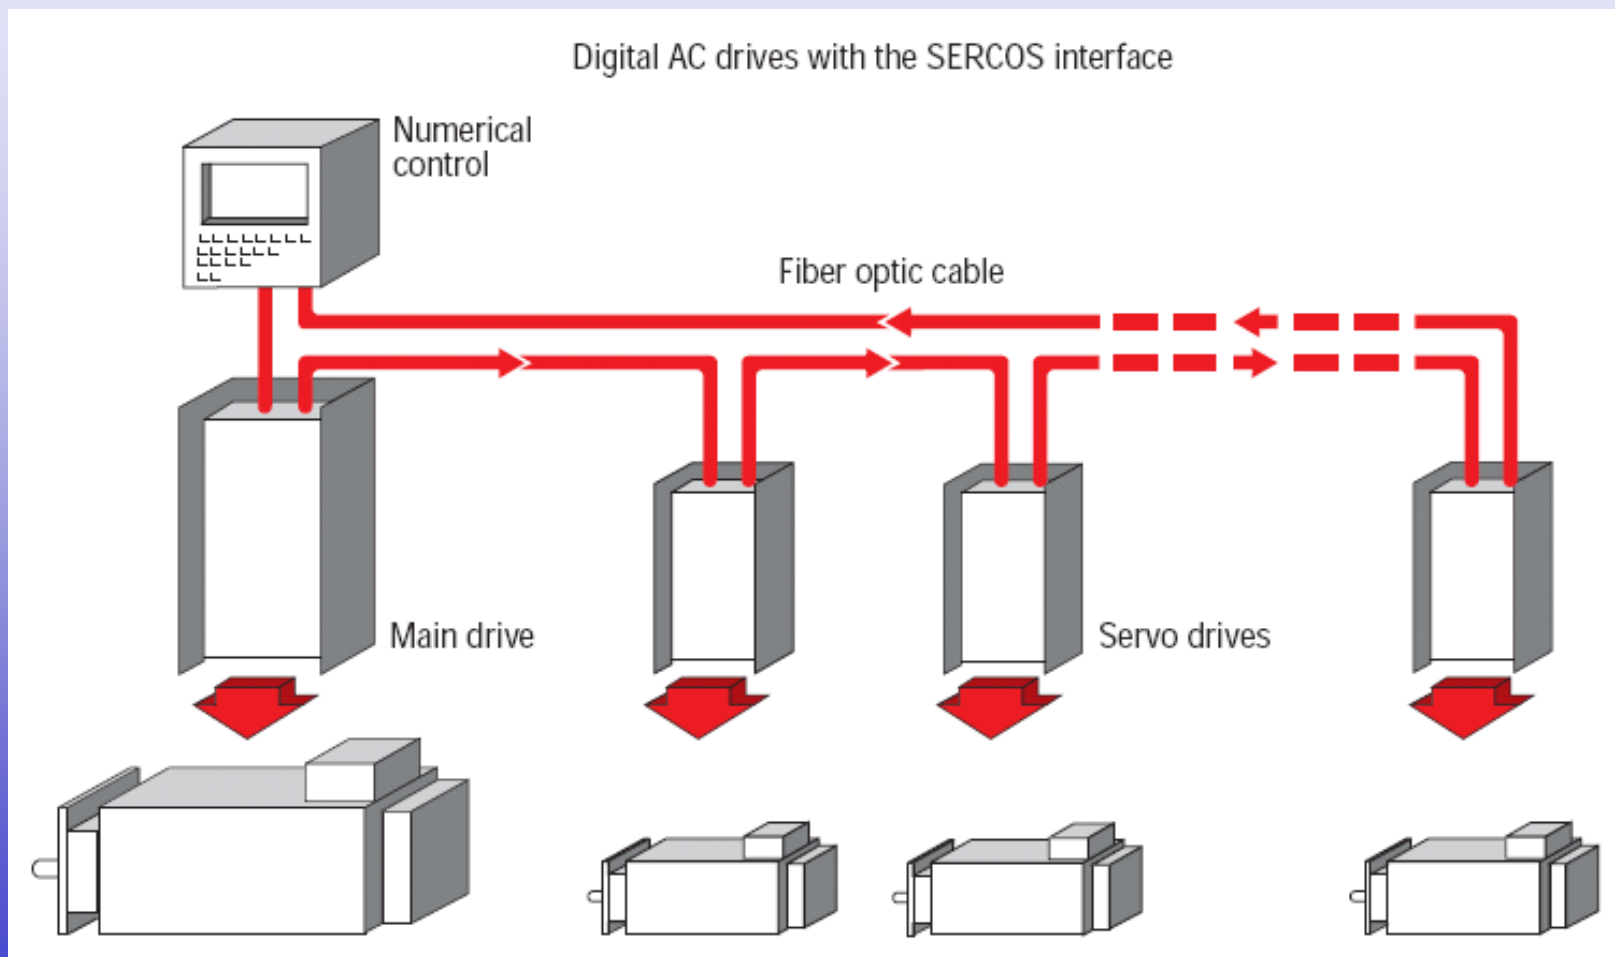 Digital AC drives with the SERCOS interface
Numerical
control
Fiber optic cable
Main drive
Servo drives